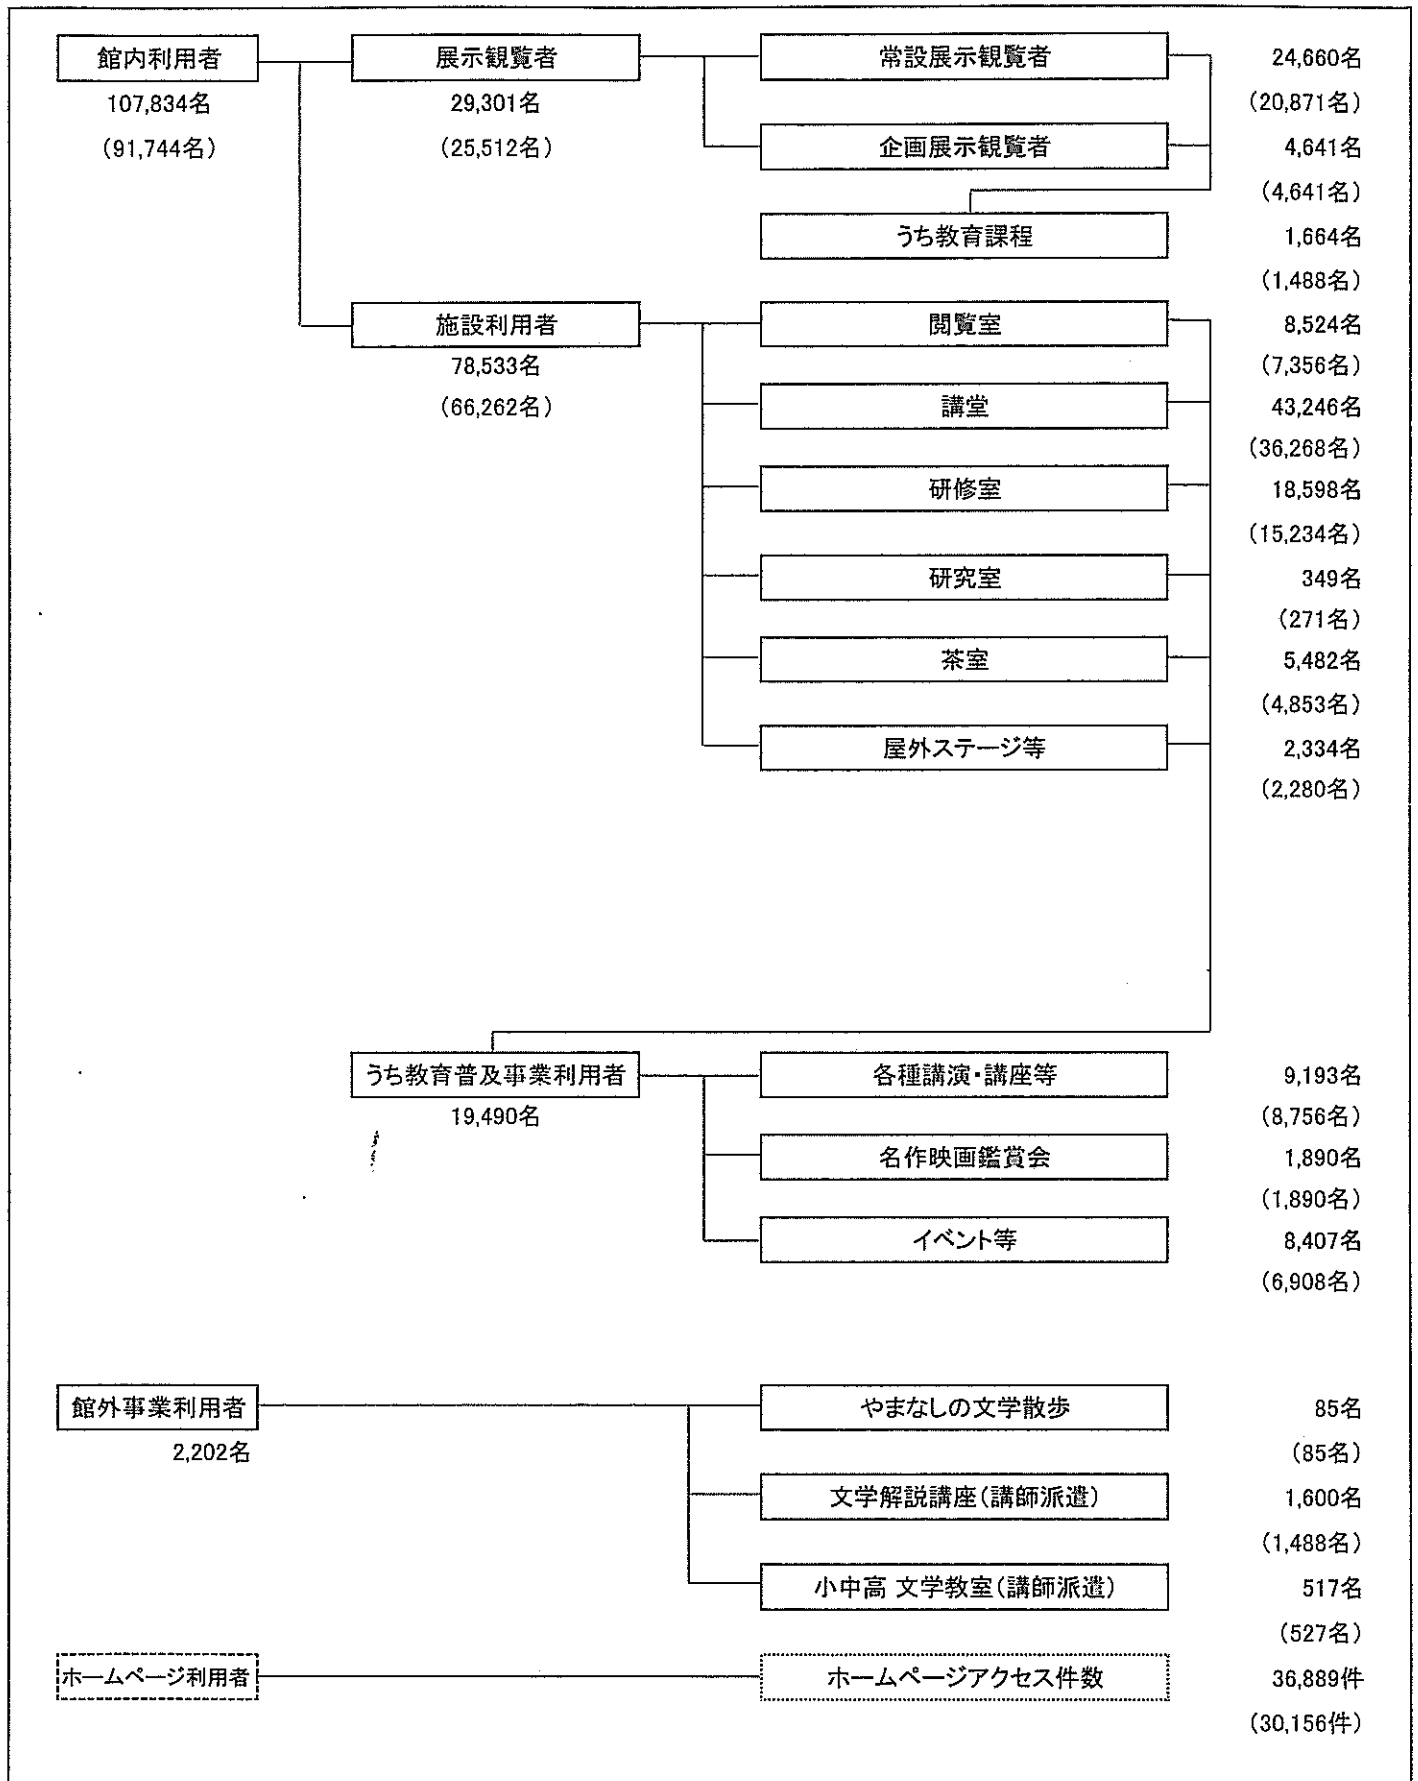 館内利用者 展示観覧者 常設展示観覧者 24,660名
107,834名 29,301名 (20,871名)
(91,744名) (25,512名) 企画展示観覧者 4,641名
(4,641名)
うち教育課程 1,664名
(1,488名)
施設利用者 閲覧室 8,524名
78,533名 (7,356名)
(66,262名) 講堂 43,246名
(36,268名)
研修室 18,598名
(15,234名)
研究室 349名
(271名)
茶室 5,482名
(4,853名)
屋外ステージ等 2,334名
(2,280名)
うち教育普及事業利用者 各種講演・講座等 9,193名
19,490名 (8,756名)
名作映画鑑賞会 1,890名
(1,890名)
イベント等 8,407名
(6,908名)
館外事業利用者 やまなしの文学散歩 85名
2,202名 (85名)
文学解説講座(講師派遣) 1,600名
(1,488名)
小中高 文学教室(講師派遣) 517名
(527名)
ホームページ利用者 ホームページアクセス件数 36,889件
(30,156件)